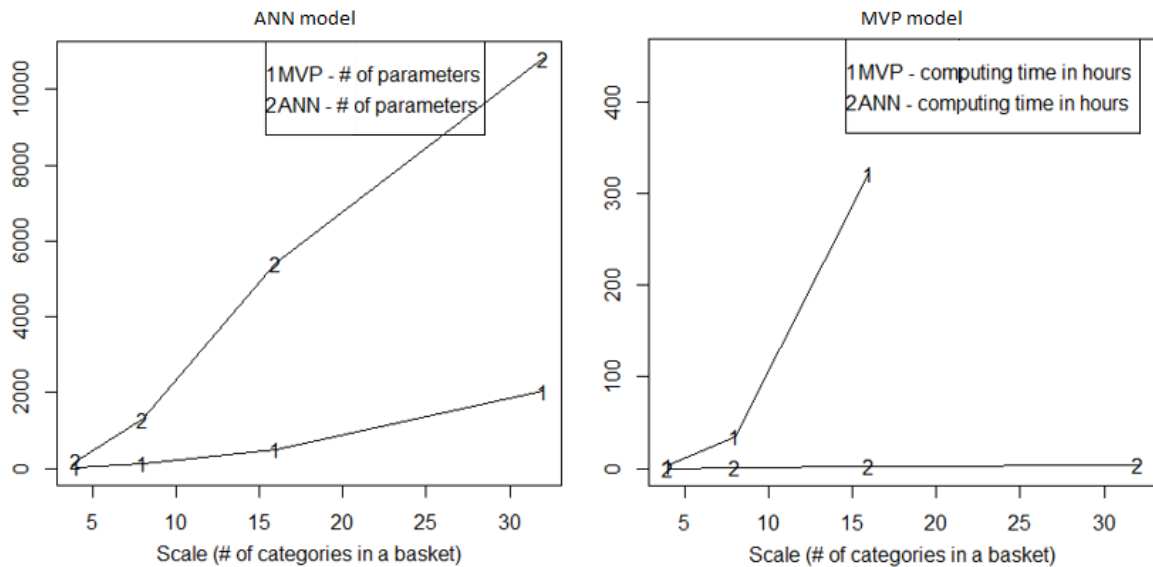 ANN model
1MVP - # of parameters
2ANN - # of parameters
10000
8000
6000
4000
2000
0
2
2
2
2
1
1
1
1
5 10 15 20 25 30
Scale (# of categories in a basket)
MVP model
1MVP - computing time in hours
2ANN - computing time in hours
400
300
200
100
0
1
1
1
2
2
2
2
5 10 15 20 25 30
Scale (# of categories in a basket)